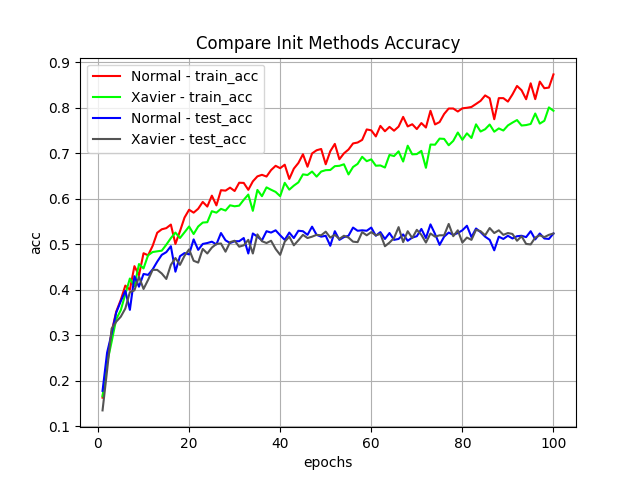 Compare Init Methods Accuracy
Normal - train_acc
Xavier - train_acc
Normal - test_acc
Xavier - test_acc
acc
0.9
0.8
0.7
0.6
0.5
0.4
0.3
0.2
0.1
0 20 40 60 80 100
epochs